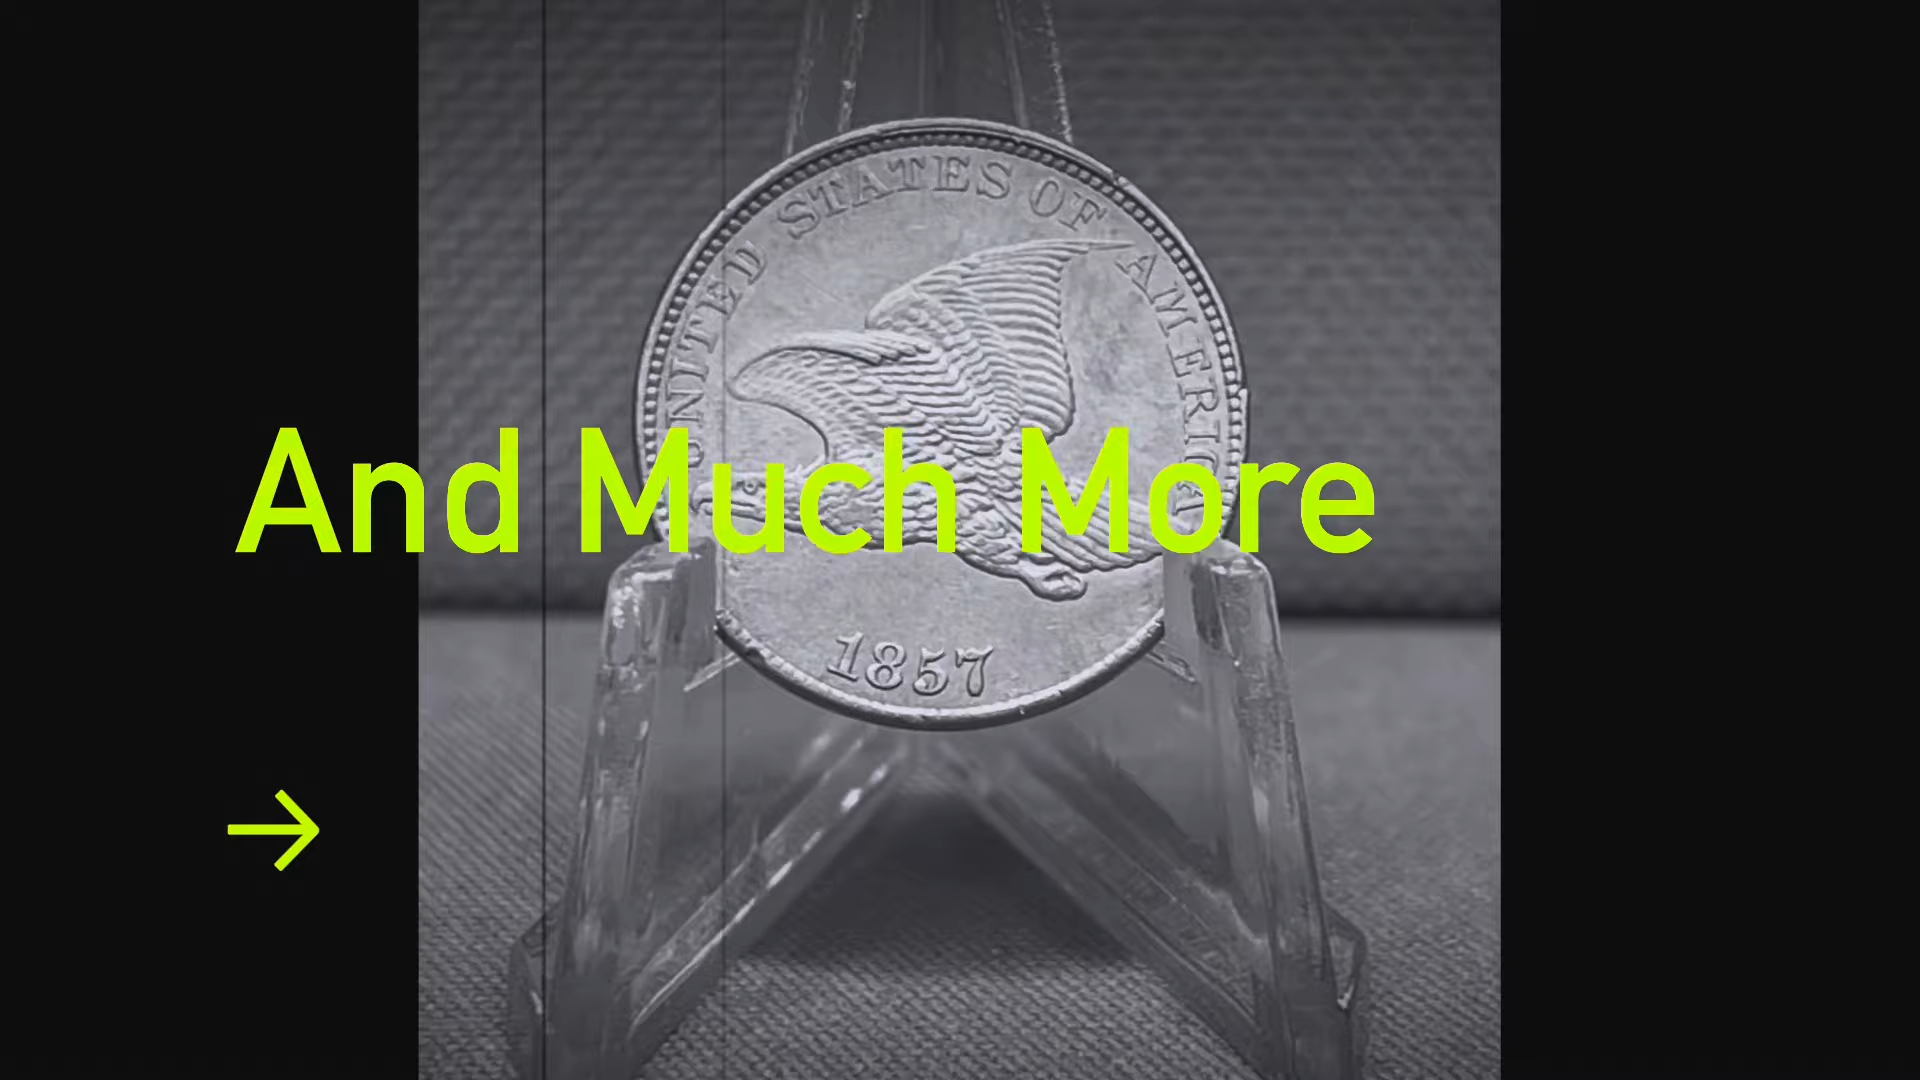 UNITED STATES OF AMERICA
And Much More
1857
→